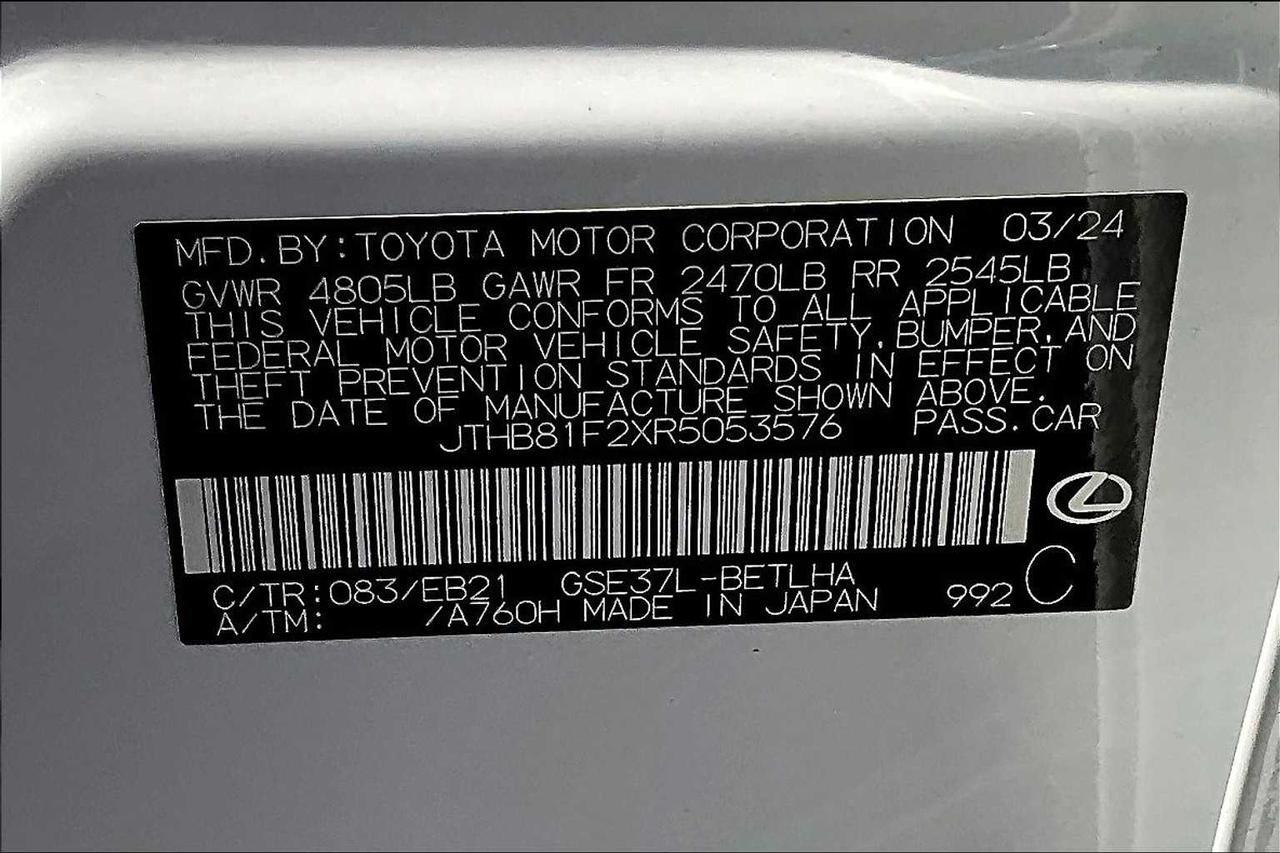 MFD. BY: TOYOTA MOTOR CORPORATION 03/24
GVWR 4805LB GAWR FR 2470LB RR 2545LB
THIS VEHICLE CONFORMS TO ALL APPLICABLE
FEDERAL MOTOR VEHICLE SAFETY, BUMPER, AND
THEFT PREVENTION STANDARDS IN EFFECT ON
THE DATE OF MANUFACTURE SHOWN ABOVE.
JTHB81F2XR5053576 PASS. CAR
C/TR: 083/EB21 GSE37L-BETLHA
A/TM: /A760H MADE IN JAPAN 992 C